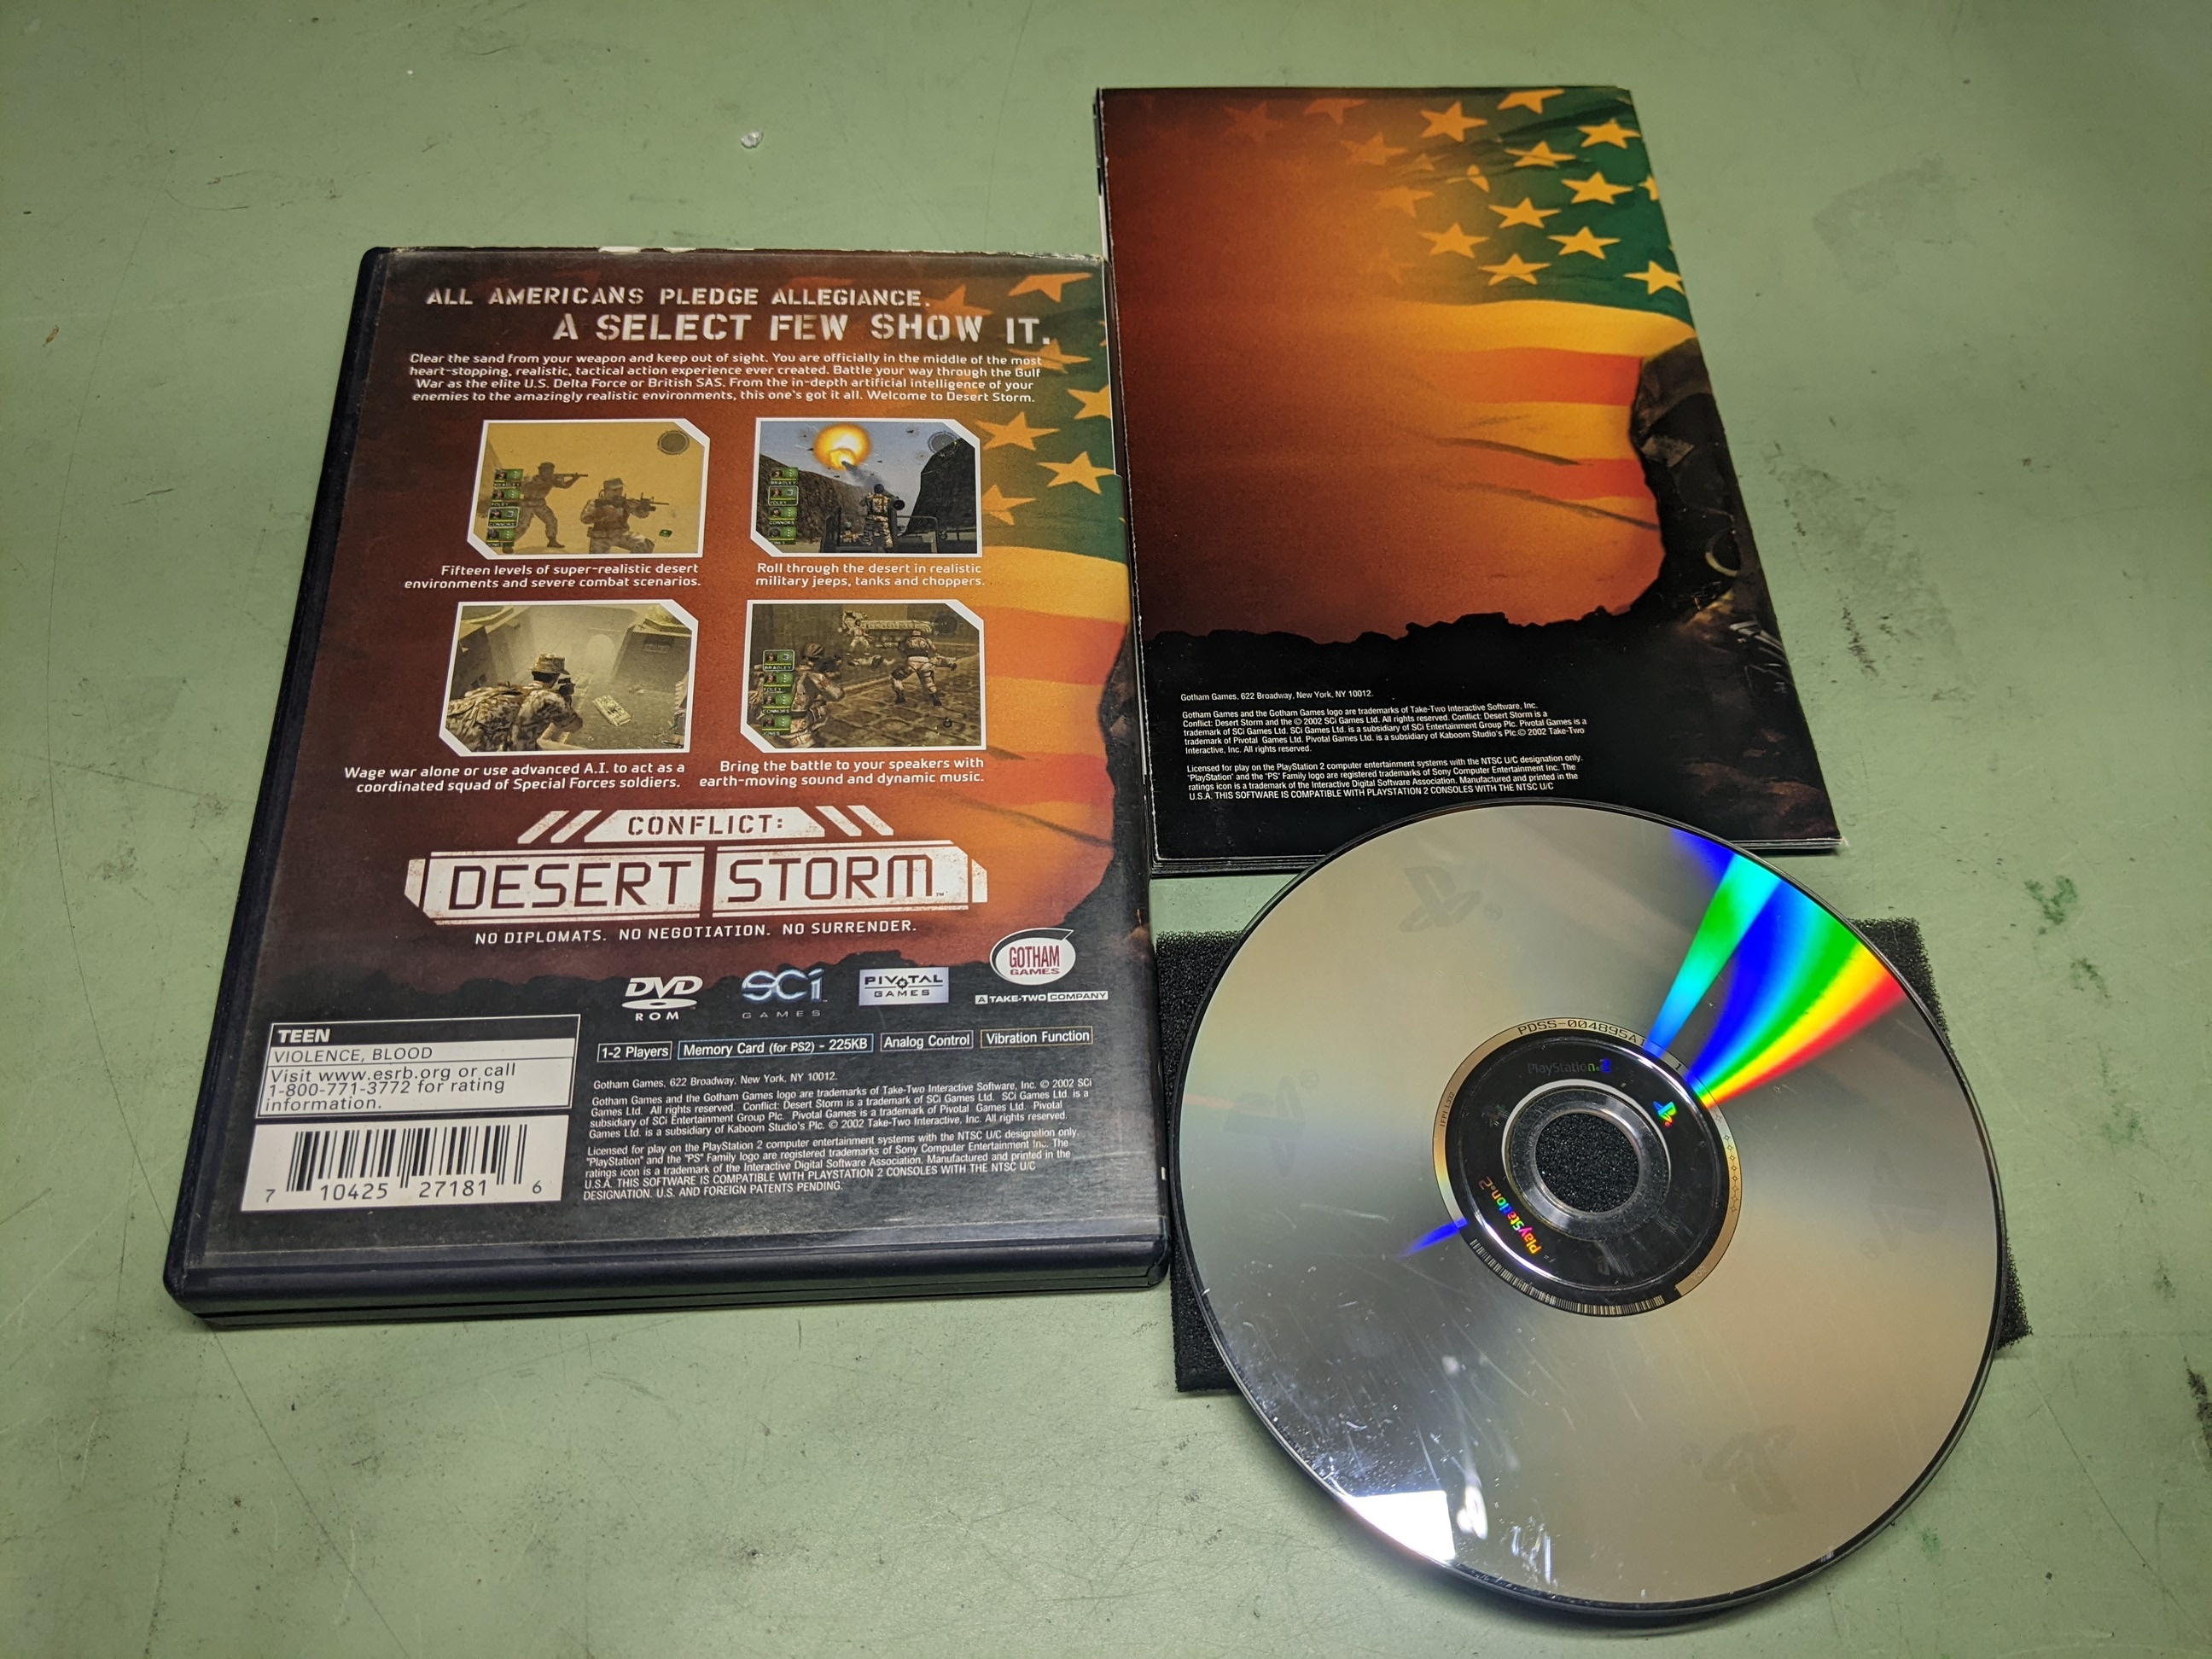 ALL AMERICANS PLEDGE ALLEGIANCE.
A SELECT FEW SHOW IT.
Clear the sand from your weapon and keep out of sight. You are officially in the middle of the most
heart-stopping, realistic, tactical action experience ever created. Battle your way through the Gulf
War as the elite U.S. Delta Force or British SAS. From the in-depth artificial intelligence of your
enemies to the amazingly realistic environments, this one's got it all. Welcome to Desert Storm.
Fifteen levels of super-realistic desert
environments and severe combat scenarios.
Roll through the desert in realistic
military jeeps, tanks and choppers.
Wage war alone or use advanced A.I. to act as a
coordinated squad of Special Forces soldiers.
Bring the battle to your speakers with
earth-moving sound and dynamic music.
CONFLICT:
DESERT STORM™
NO DIPLOMATS. NO NEGOTIATION. NO SURRENDER.
DVD
ROM
SCi
GAMES
PIVOTAL
GAMES
GOTHAM
GAMES
A TAKE-TWO COMPANY
TEEN
VIOLENCE, BLOOD
Visit www.esrb.org or call
1-800-771-3772 for rating
information.
7 10425 27181 6
1-2 Players
Memory Card (for PS2) - 225KB
Analog Control
Vibration Function
Gotham Games, 622 Broadway, New York, NY 10012.
Gotham Games and the Gotham Games logo are trademarks of Take-Two Interactive Software, Inc. © 2002 SCi
Games Ltd. All rights reserved. Conflict: Desert Storm is a trademark of SCi Games Ltd. SCi Games Ltd. is a
subsidiary of SCi Entertainment Group Plc. Pivotal Games is a trademark of Pivotal Games Ltd. Pivotal
Games Ltd. is a subsidiary of Kaboom Studio's Plc. © 2002 Take-Two Interactive, Inc. All rights reserved.
Licensed for play on the PlayStation 2 computer entertainment systems with the NTSC U/C designation only.
"PlayStation" and the "PS" Family logo are registered trademarks of Sony Computer Entertainment Inc. The
ratings icon is a trademark of the Interactive Digital Software Association. Manufactured and printed in the
U.S.A. THIS SOFTWARE IS COMPATIBLE WITH PLAYSTATION 2 CONSOLES WITH THE NTSC U/C
DESIGNATION. U.S. AND FOREIGN PATENTS PENDING.
Gotham Games, 622 Broadway, New York, NY 10012.
Gotham Games and the Gotham Games logo are trademarks of Take-Two Interactive Software, Inc.
Conflict: Desert Storm and the © 2002 SCi Games Ltd. All rights reserved. Conflict: Desert Storm is a
trademark of SCi Games Ltd. SCi Games Ltd. is a subsidiary of SCi Entertainment Group Plc. Pivotal Games is a
trademark of Pivotal Games Ltd. Pivotal Games Ltd. is a subsidiary of Kaboom Studio's Plc.© 2002 Take-Two
Interactive, Inc. All rights reserved.
Licensed for play on the PlayStation 2 computer entertainment systems with the NTSC U/C designation only.
"PlayStation" and the "PS" Family logo are registered trademarks of Sony Computer Entertainment Inc. The
ratings icon is a trademark of the Interactive Digital Software Association. Manufactured and printed in the
U.S.A. THIS SOFTWARE IS COMPATIBLE WITH PLAYSTATION 2 CONSOLES WITH THE NTSC U/C
PDSS-004895A1
PlayStation.2
PlayStation.2